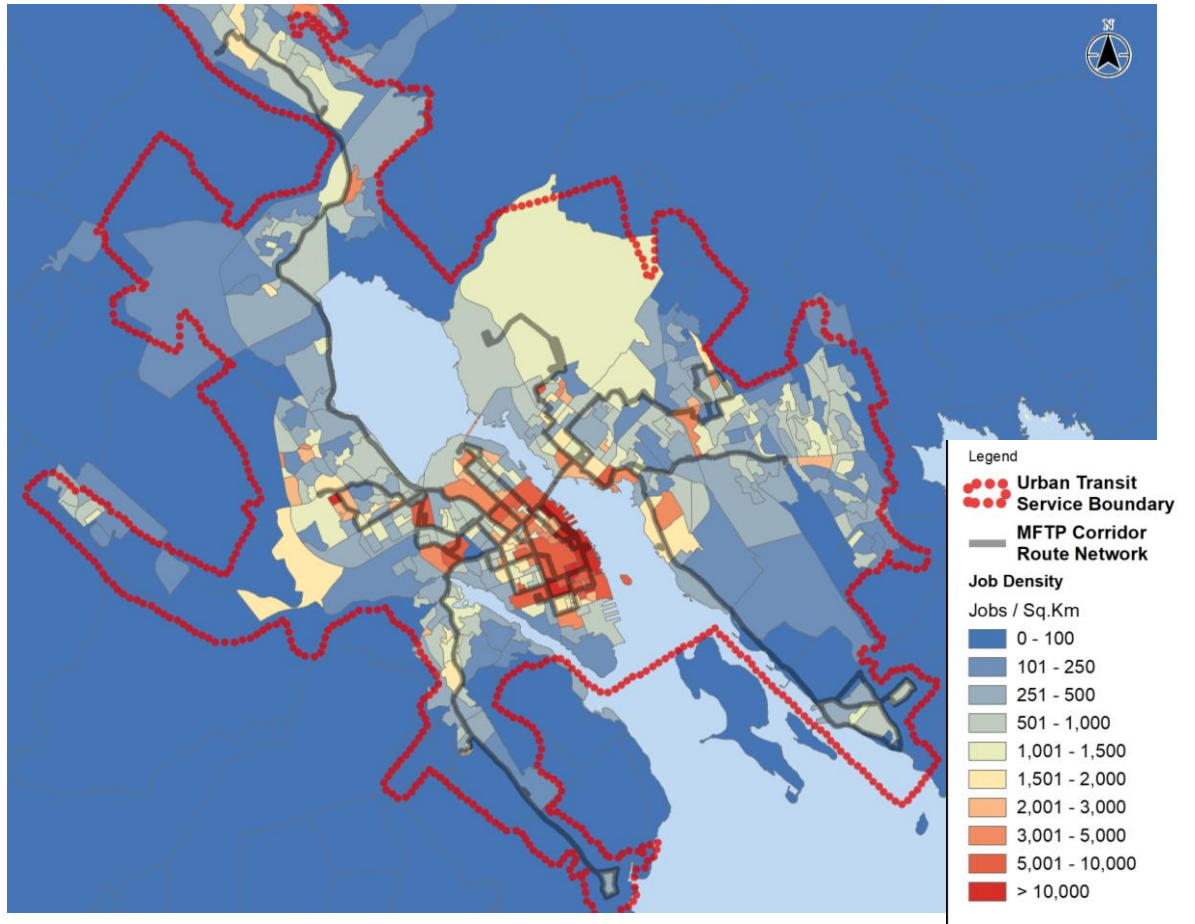 N
Legend
Urban Transit
Service Boundary
MFTP Corridor
Route Network
Job Density
Jobs / Sq.Km
0 - 100
101 - 250
251 - 500
501 - 1,000
1,001 - 1,500
1,501 - 2,000
2,001 - 3,000
3,001 - 5,000
5,001 - 10,000
> 10,000